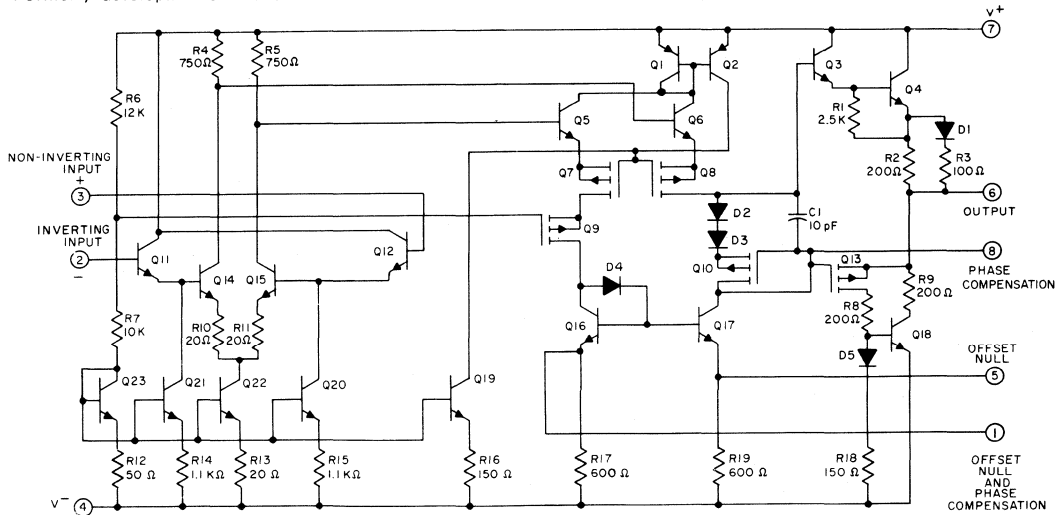 V+
7
R4
750Ω
R5
750Ω
Q1
Q2
Q3
Q4
R6
12K
Q5
Q6
R1
2.5K
D1
R2
200Ω
R3
100Ω
NON-INVERTING
INPUT
+
3
Q7
Q8
6
OUTPUT
D2
C1
10pF
INVERTING
INPUT
2
–
Q11
Q12
Q9
D3
8
PHASE
COMPENSATION
Q14
Q15
Q10
Q13
D4
R9
200Ω
R7
10K
R10
20Ω
R11
20Ω
R8
200Ω
Q16
Q17
Q18
D5
OFFSET
NULL
5
Q23
Q21
Q22
Q20
Q19
1
OFFSET
NULL
AND
PHASE
COMPENSATION
R12
50 Ω
R14
1.1 KΩ
R13
20 Ω
R15
1.1 KΩ
R16
150 Ω
R17
600 Ω
R19
600 Ω
R18
150 Ω
V–
4